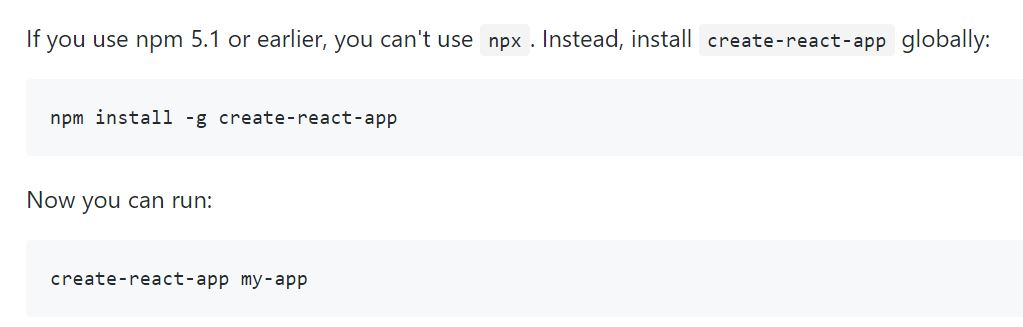 If you use npm 5.1 or earlier, you can't use npx . Instead, install create-react-app globally:
npm install -g create-react-app
Now you can run:
create-react-app my-app